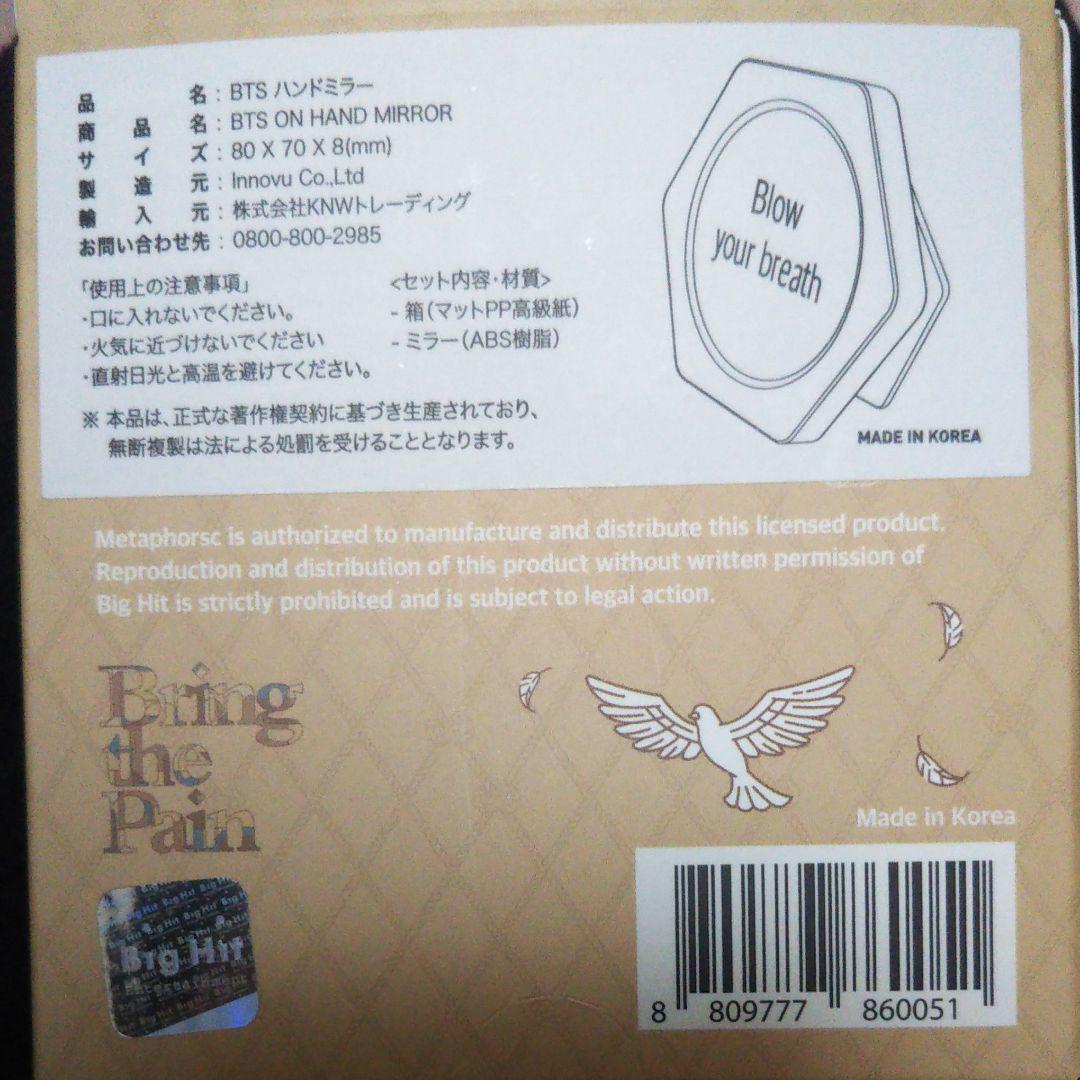 品名 : BTS ハンドミラー
商品名 : BTS ON HAND MIRROR
サイズ : 80 X 70 X 8(mm)
製造元 : Innovu Co.,Ltd
輸入元 : 株式会社KNWトレーディング
お問い合わせ先 : 0800-800-2985
「使用上の注意事項」
・口に入れないでください。
・火気に近づけないでください
・直射日光と高温を避けてください。
<セット内容・材質>
- 箱（マットPP高級紙）
- ミラー（ABS樹脂）
※ 本品は、正式な著作権契約に基づき生産されており、
無断複製は法による処罰を受けることとなります。
Blow
your breath
MADE IN KOREA
Metaphorsc is authorized to manufacture and distribute this licensed product.
Reproduction and distribution of this product without written permission of
Big Hit is strictly prohibited and is subject to legal action.
Bring
the
Pain
Made in Korea
Big Hit
Entertainment
8 809777 860051